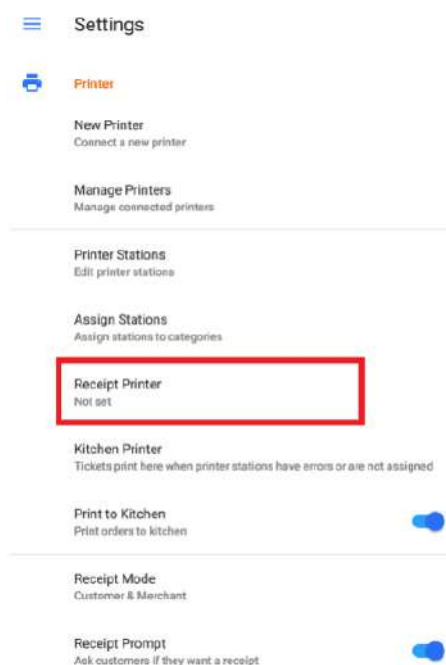 Settings
Printer
New Printer
Connect a new printer
Manage Printers
Manage connected printers
Printer Stations
Edit printer stations
Assign Stations
Assign stations to categories
Receipt Printer
Not set
Kitchen Printer
Tickets print here when printer stations have errors or are not assigned
Print to Kitchen
Print orders to kitchen
Receipt Mode
Customer & Merchant
Receipt Prompt
Ask customers if they want a receipt